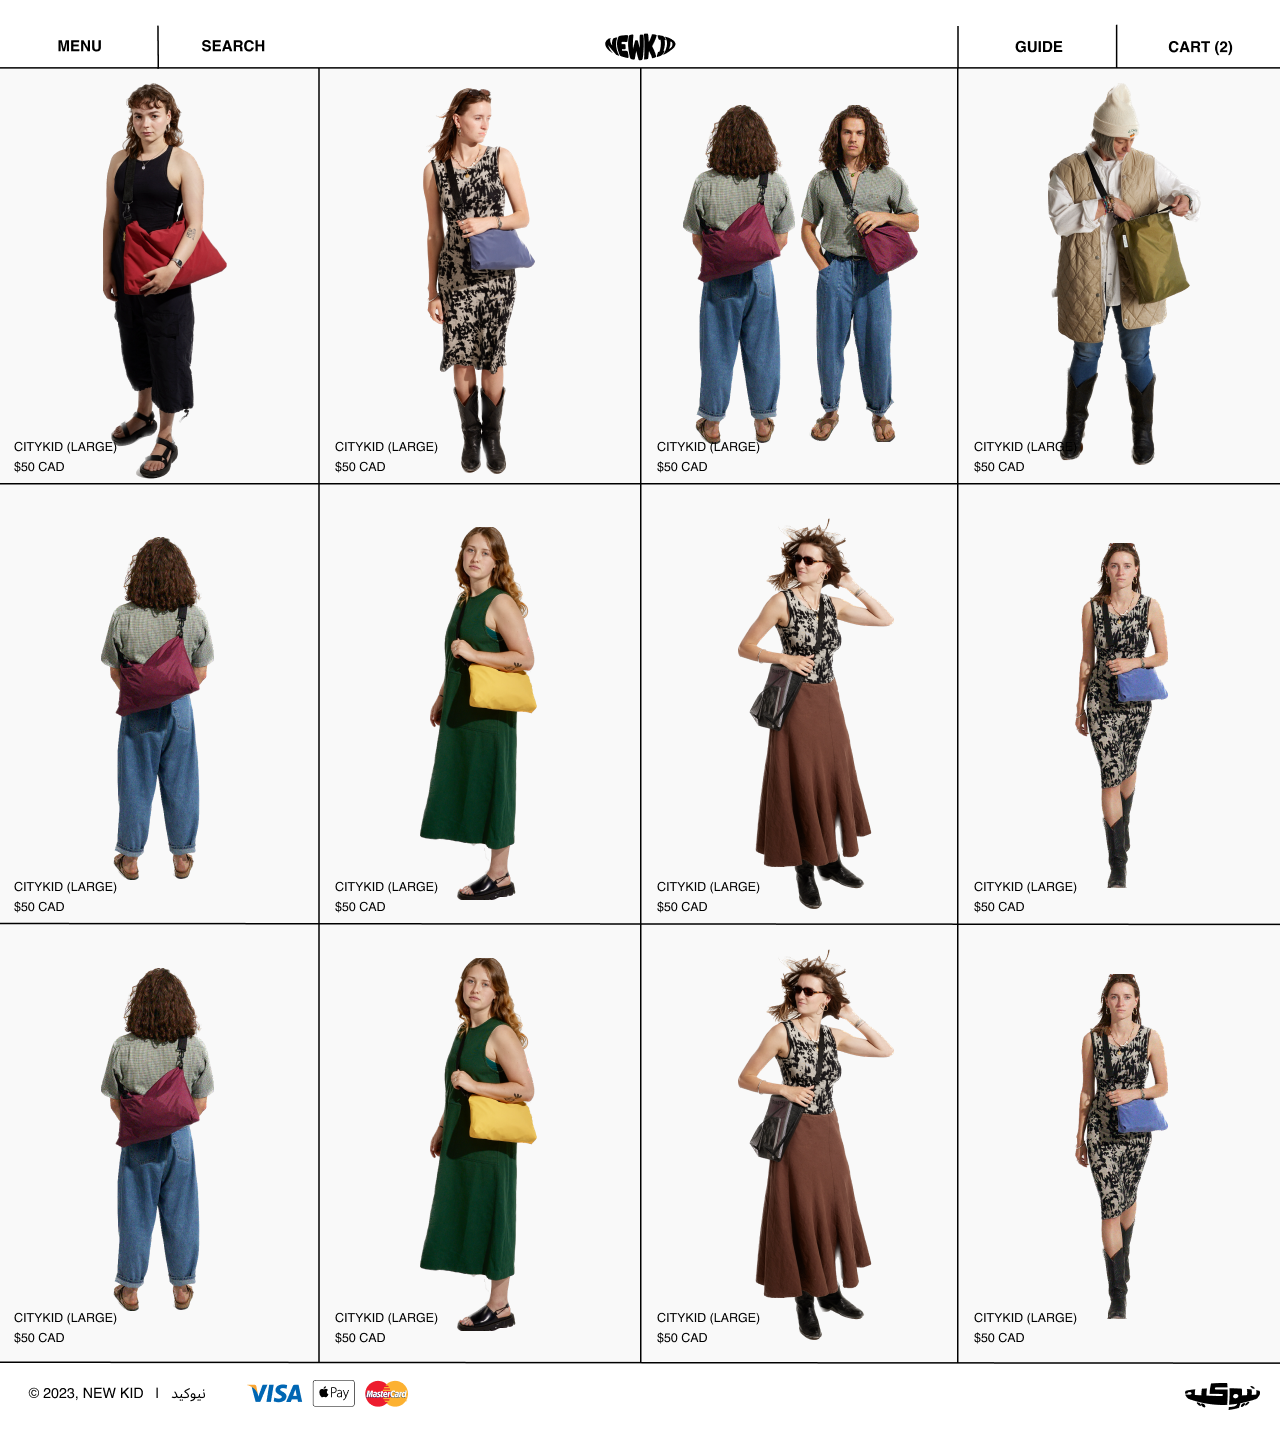 MENU
SEARCH
NEWKID
GUIDE
CART (2)
CITYKID (LARGE)
$50 CAD
CITYKID (LARGE)
$50 CAD
CITYKID (LARGE)
$50 CAD
CITYKID (LARGE)
$50 CAD
CITYKID (LARGE)
$50 CAD
CITYKID (LARGE)
$50 CAD
CITYKID (LARGE)
$50 CAD
CITYKID (LARGE)
$50 CAD
CITYKID (LARGE)
$50 CAD
CITYKID (LARGE)
$50 CAD
CITYKID (LARGE)
$50 CAD
CITYKID (LARGE)
$50 CAD
© 2023, NEW KID | نيوكيد
VISA
Pay
MasterCard
نيوكيد